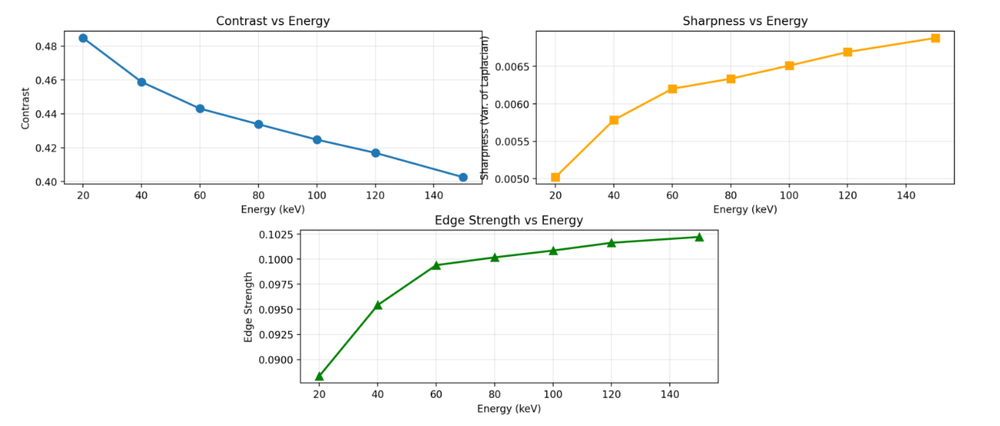 Contrast vs Energy
0.48
0.46
0.44
0.42
0.40
Contrast
20 40 60 80 100 120 140
Energy (keV)
Sharpness vs Energy
0.0065
0.0060
0.0055
0.0050
Sharpness (Var. of Laplacian)
20 40 60 80 100 120 140
Energy (keV)
Edge Strength vs Energy
0.1025
0.1000
0.0975
0.0950
0.0925
0.0900
Edge Strength
20 40 60 80 100 120 140
Energy (keV)